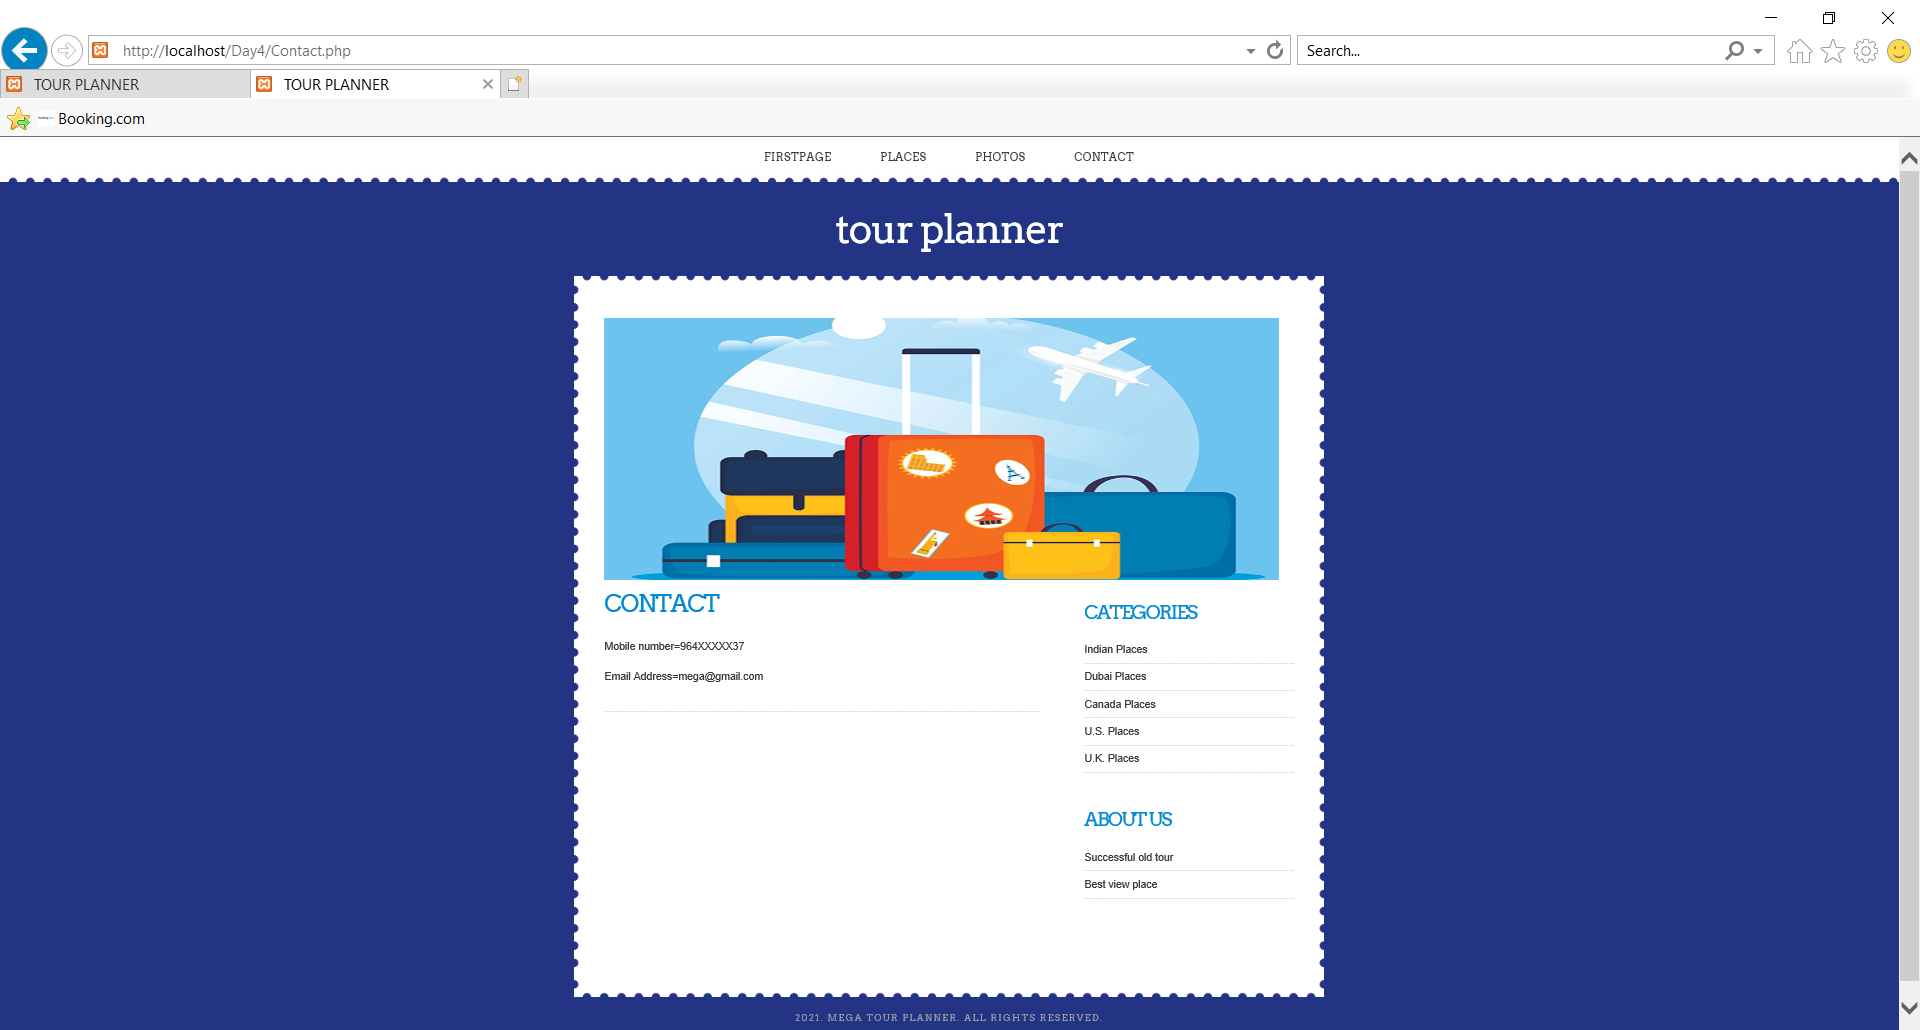 http://localhost/Day4/Contact.php
Search...
TOUR PLANNER
TOUR PLANNER
Booking.com
FIRSTPAGE PLACES PHOTOS CONTACT
tour planner
CONTACT
Mobile number=964XXXXX37
Email Address=mega@gmail.com
CATEGORIES
Indian Places
Dubai Places
Canada Places
U.S. Places
U.K. Places
ABOUT US
Successful old tour
Best view place
2021. MEGA TOUR PLANNER. ALL RIGHTS RESERVED.